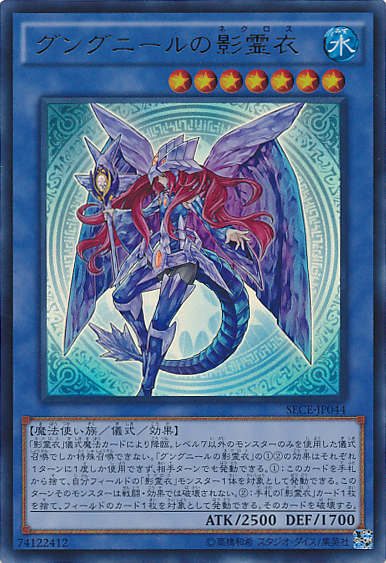 グングニールの影霊衣
ネクロス
水
SECE-JP044
【魔法使い族／儀式／効果】
「影霊衣」儀式魔法カードにより降臨。レベル7以外のモンスターのみを使用した儀式
召喚でしか特殊召喚できない。「グングニールの影霊衣」の①②の効果はそれぞれ
1ターンに1度しか使用できず、相手ターンでも発動できる。①：このカードを手札
から捨て、自分フィールドの「影霊衣」モンスター1体を対象として発動できる。こ
のターンそのモンスターは戦闘・効果では破壊されない。②：手札の「影霊衣」カード1枚
を捨て、フィールドのカード1枚を対象として発動できる。そのカードを破壊する。
ATK/2500 DEF/1700
74122412
©高橋和希 スタジオ・ダイス／集英社